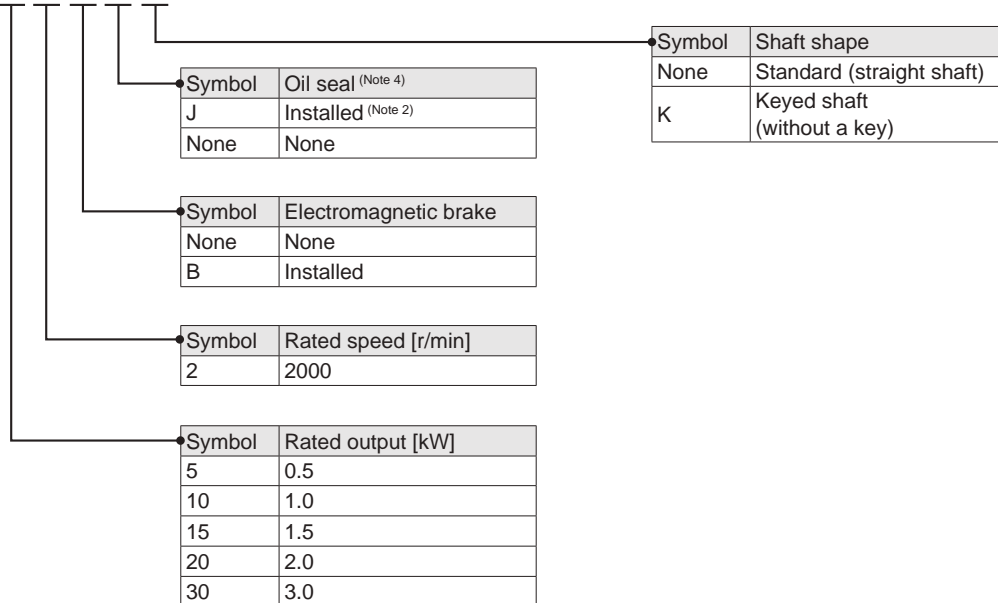 Symbol Shaft shape
None Standard (straight shaft)
K Keyed shaft
(without a key)
Symbol Oil seal (Note 4)
J Installed (Note 2)
None None
Symbol Electromagnetic brake
None None
B Installed
Symbol Rated speed [r/min]
2 2000
Symbol Rated output [kW]
5 0.5
10 1.0
15 1.5
20 2.0
30 3.0